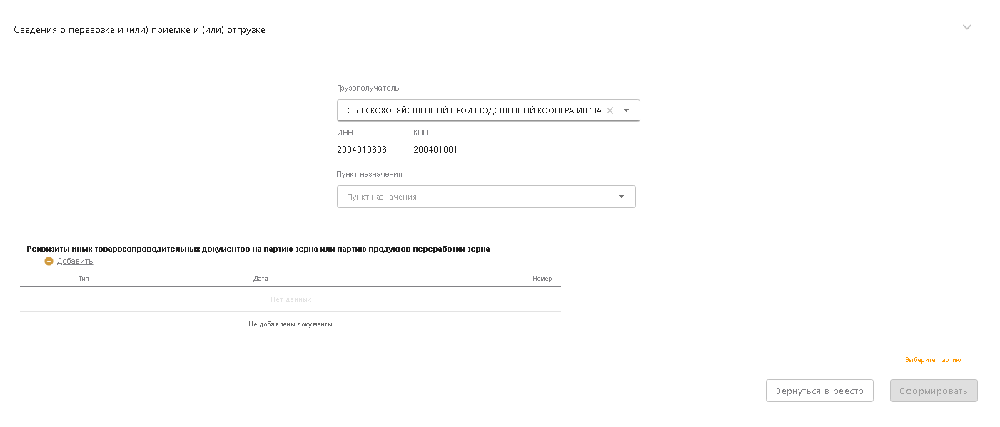 Сведения о перевозке и (или) приемке и (или) отгрузке
Грузополучатель
СЕЛЬСКОХОЗЯЙСТВЕННЫЙ ПРОИЗВОДСТВЕННЫЙ КООПЕРАТИВ "ЗА
ИНН КПП
2004010606 200401001
Пункт назначения
Пункт назначения
Реквизиты иных товаросопроводительных документов на партию зерна или партию продуктов переработки зерна
Добавить
Тип Дата Номер
Нет данных
Не добавлены документы
Выберите партию
Вернуться в реестр Сформировать